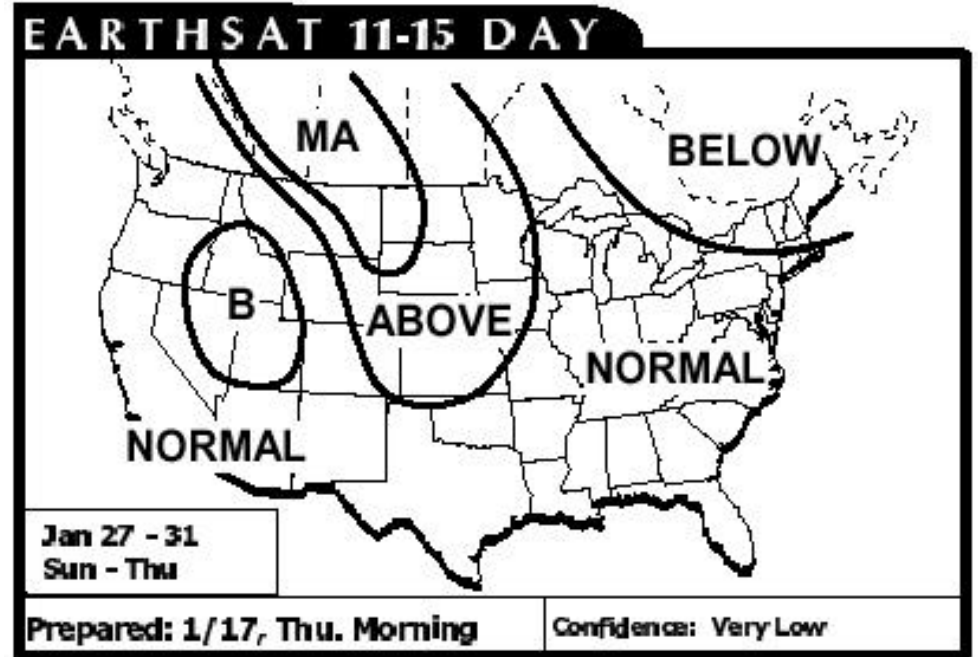 EARTHSAT 11-15 DAY
MA
BELOW
B
ABOVE
NORMAL
NORMAL
Jan 27 - 31
Sun - Thu
Prepared: 1/17, Thu. Morning
Confidence: Very Low